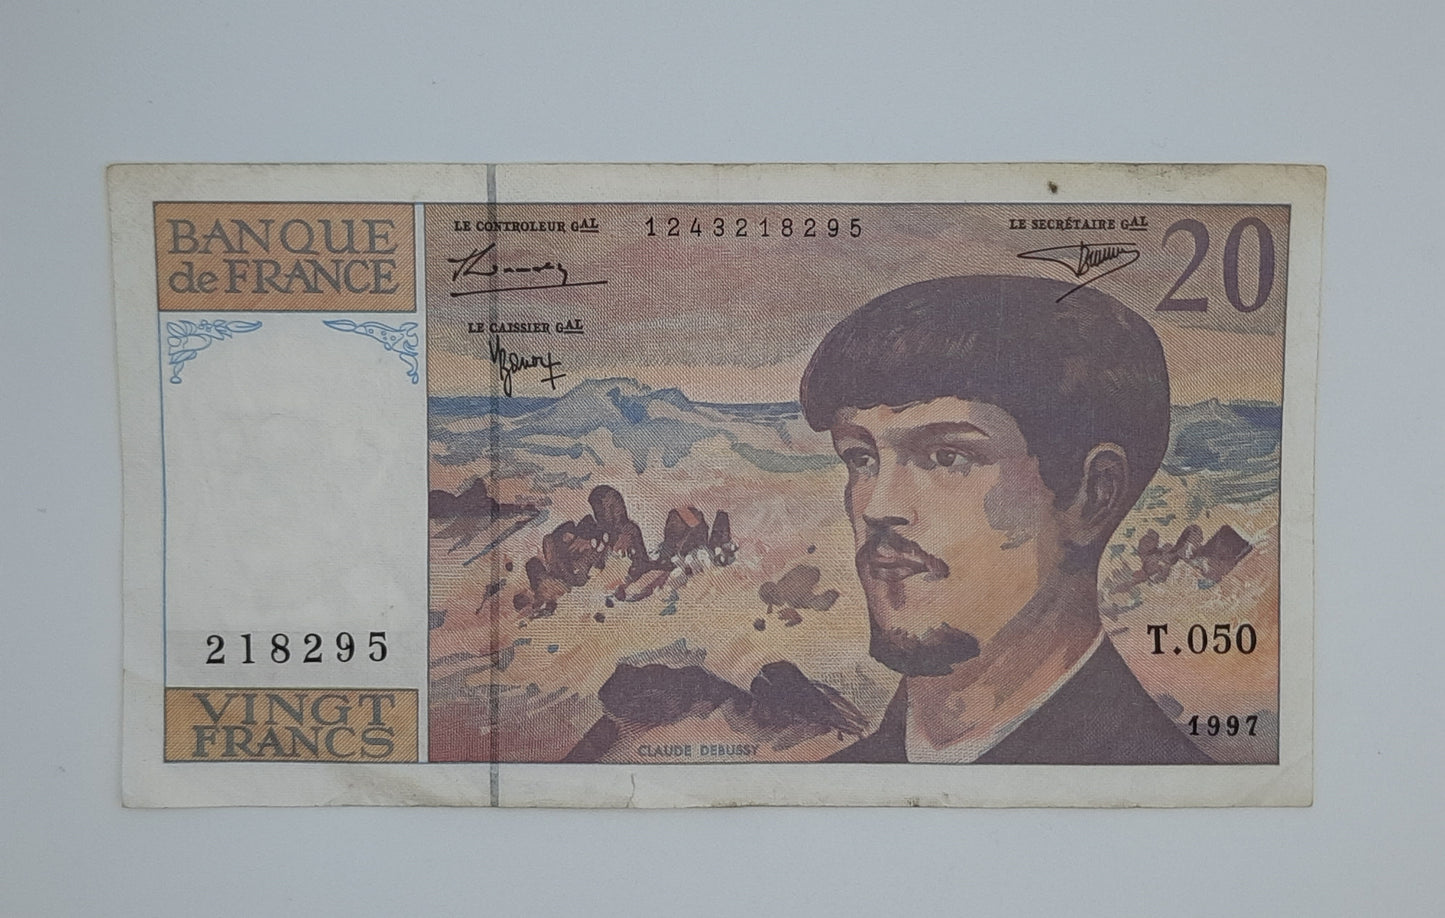 BANQUE
de FRANCE
LE CONTROLEUR GAL
1243218295
LE SECRÉTAIRE GAL
20
LE CAISSIER GAL
218295
T.050
VINGT
FRANCS
1997
CLAUDE DEBUSSY